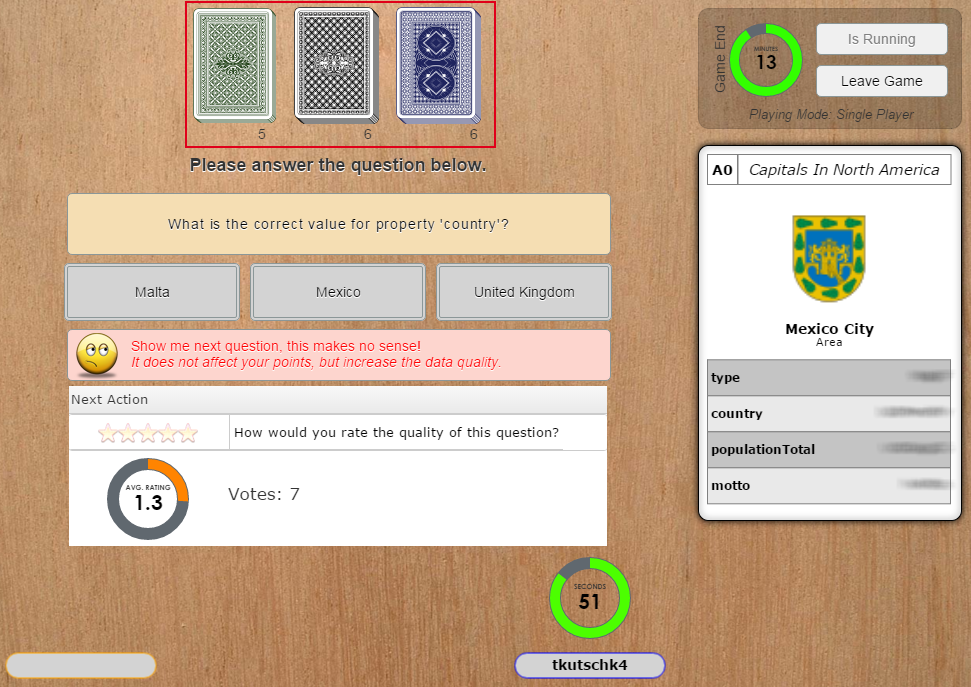 5
6
6
Please answer the question below.
What is the correct value for property 'country'?
Malta
Mexico
United Kingdom
Show me next question, this makes no sense!
It does not affect your points, but increase the data quality.
Next Action
How would you rate the quality of this question?
AVG. RATING
1.3
Votes: 7
SECONDS
51
tkutschk4
Game End
MINUTES
13
Is Running
Leave Game
Playing Mode: Single Player
A0
Capitals In North America
Mexico City
Area
type
country
populationTotal
motto